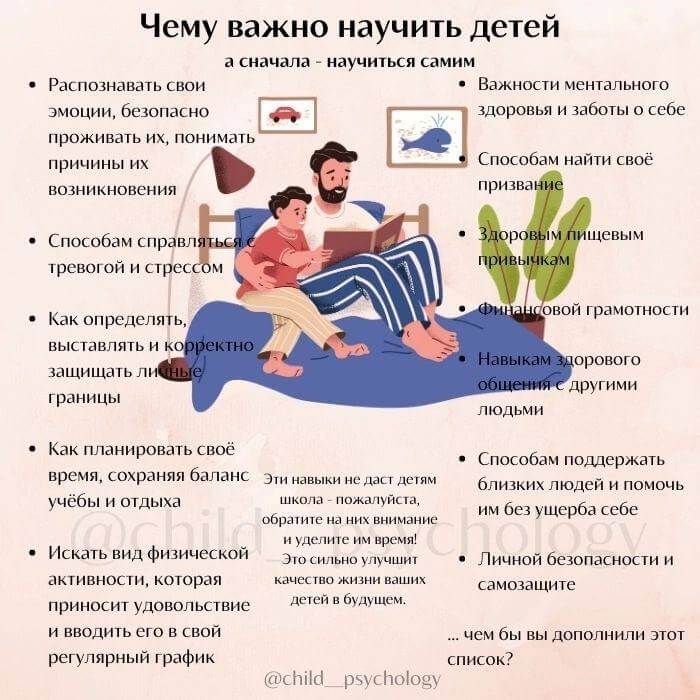 Чему важно научить детей
а сначала - научиться самим
• Распознавать свои
эмоции, безопасно
проживать их, понимать
причины их
возникновения
• Способам справляться с
тревогой и стрессом
• Как определять,
выставлять и корректно
защищать личные
границы
• Как планировать своё
время, сохраняя баланс
учёбы и отдыха
• Искать вид физической
активности, которая
приносит удовольствие
и вводить его в свой
регулярный график
Эти навыки не даст детям
школа - пожалуйста,
обратите на них внимание
и уделите им время!
Это сильно улучшит
качество жизни ваших
детей в будущем.
• Важности ментального
здоровья и заботы о себе
• Способам найти своё
призвание
• Здоровым пищевым
привычкам
• Финансовой грамотности
• Навыкам здорового
общения с другими
людьми
• Способам поддержать
близких людей и помочь
им без ущерба себе
• Личной безопасности и
самозащите
... чем бы вы дополнили этот
список?
@child__psychology
@child__psychology